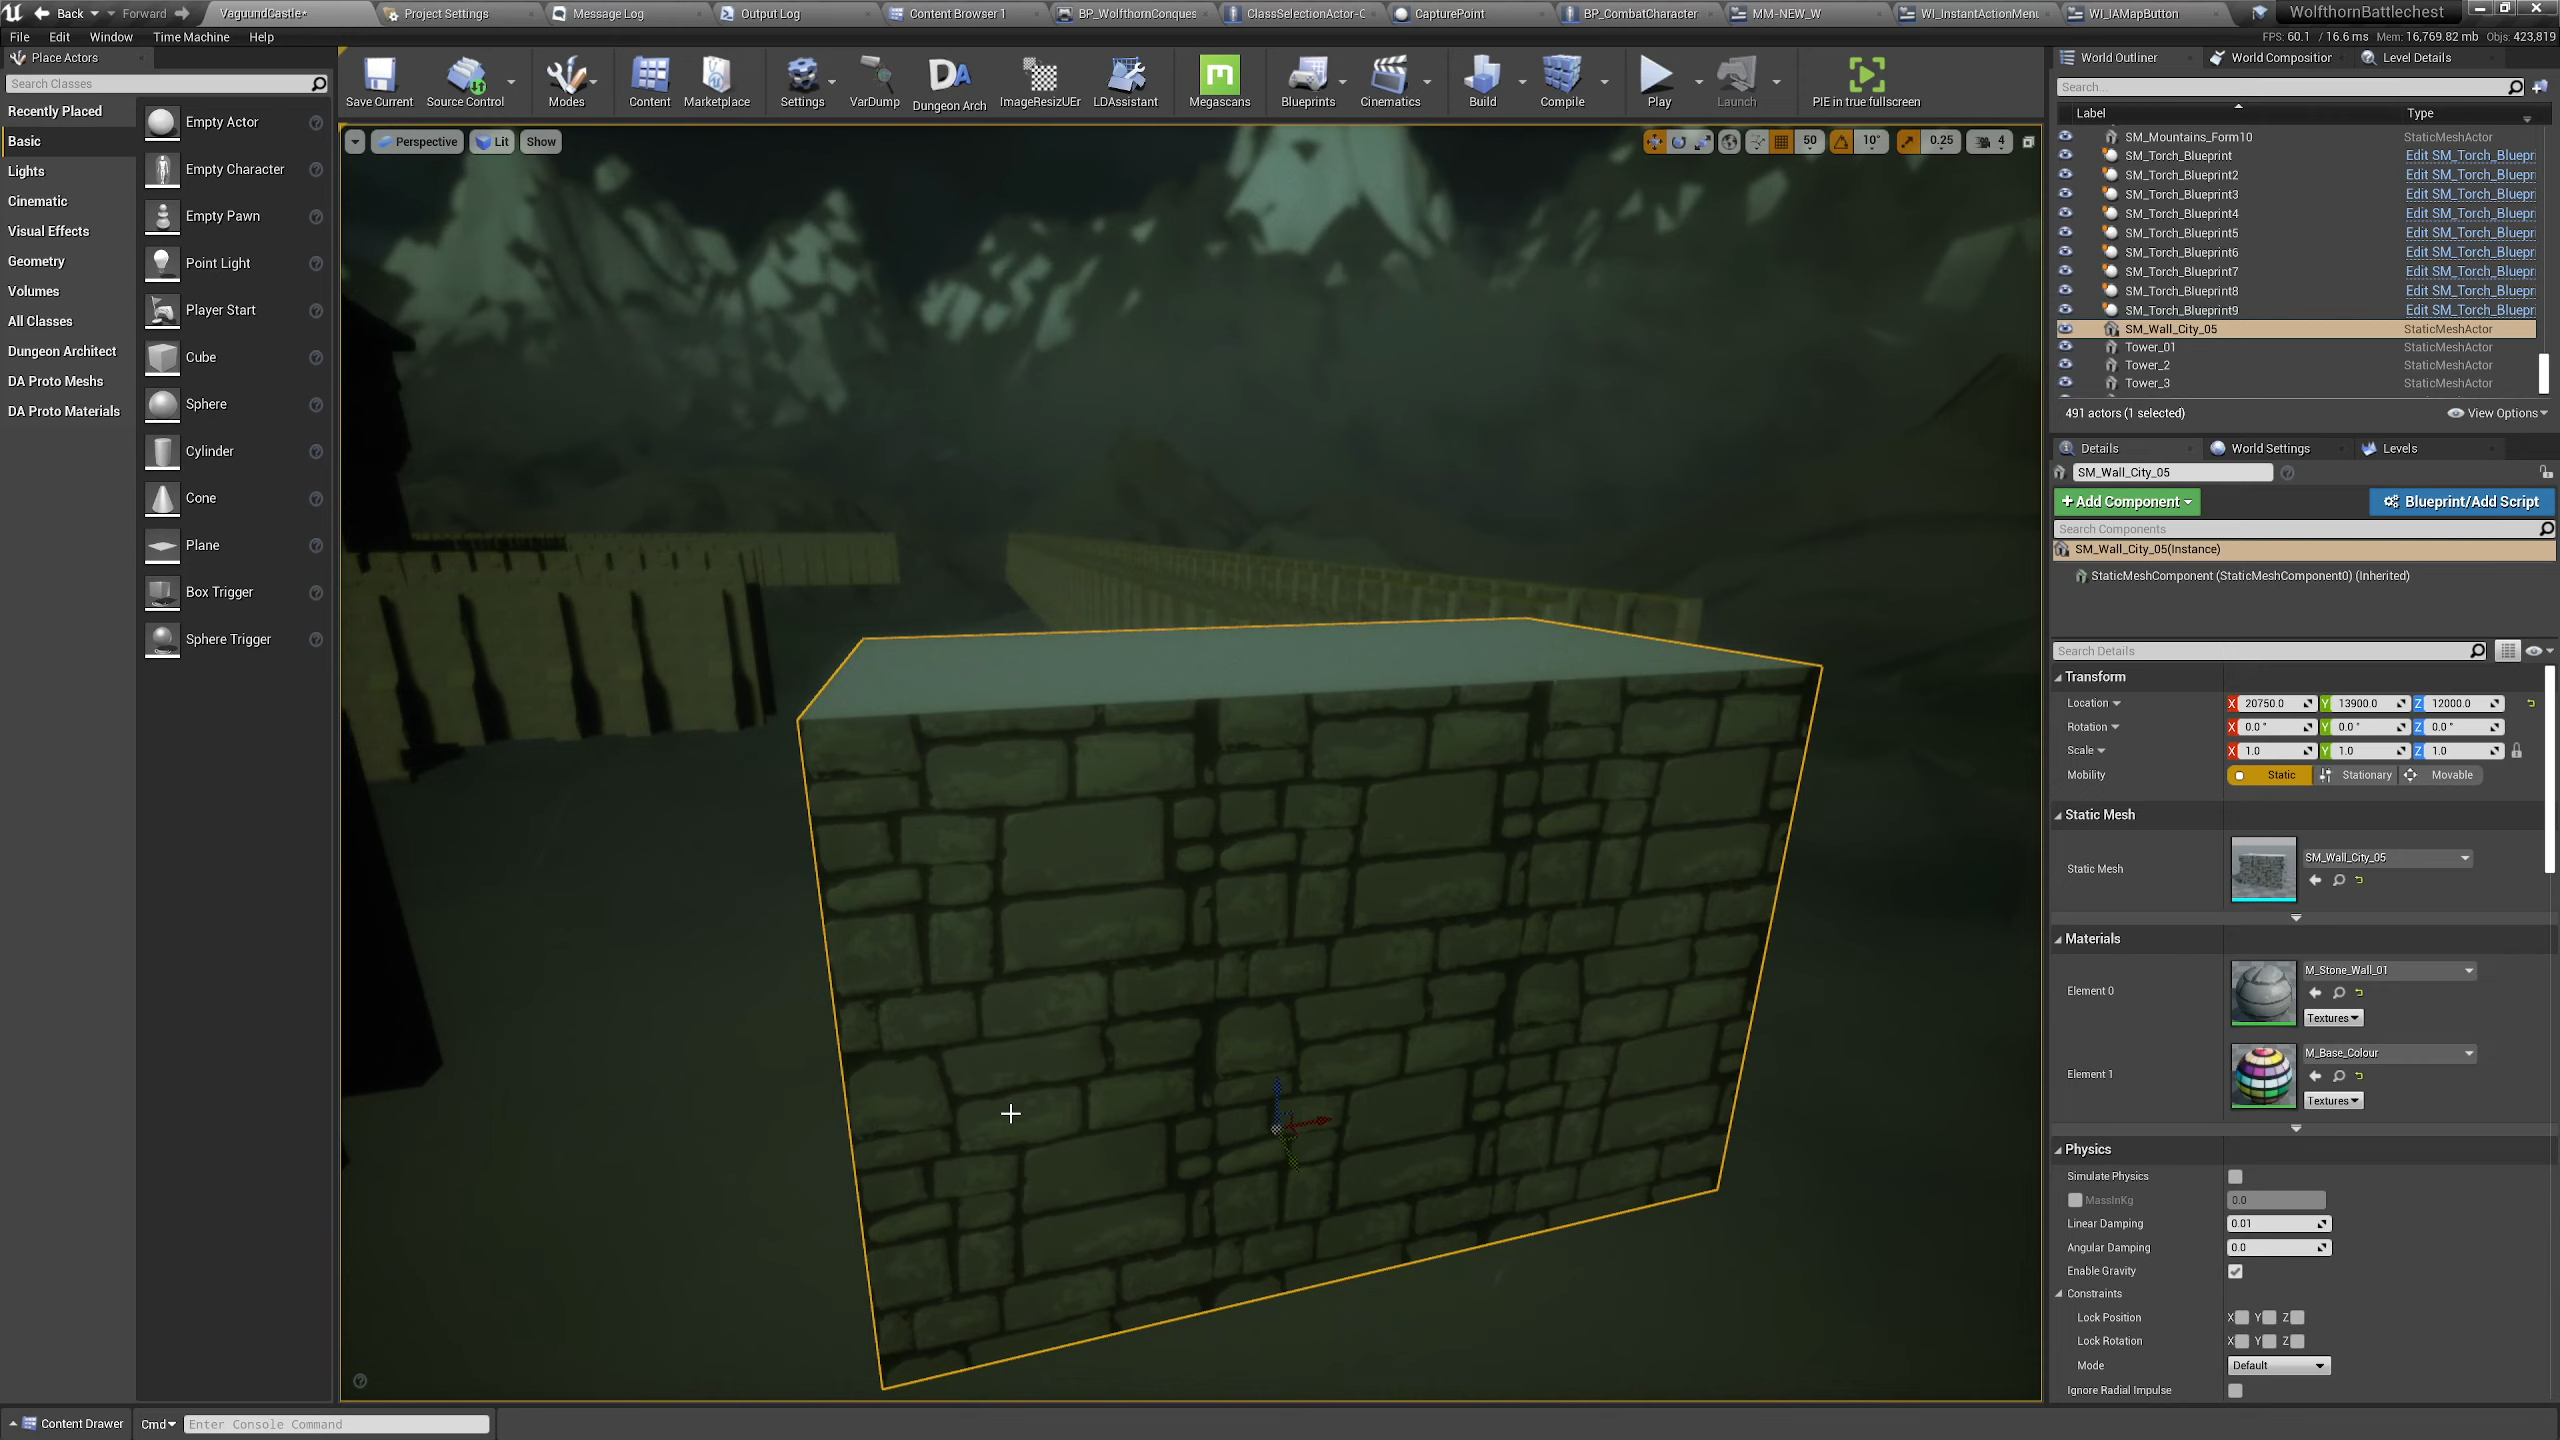 Back Forward VaguundCastle* Project Settings Message Log Output Log Content Browser 1 BP_WolfthornConques ClassSelectionActor-C CapturePoint BP_CombatCharacter MM-NEW_W WI_InstantActionMenu WI_IAMapButton WolfthornBattlechest
File Edit Window Time Machine Help
FPS: 60.1 / 16.6 ms Mem: 16,769.82 mb Objs: 423,819
Place Actors
Search Classes
Recently Placed
Basic
Lights
Cinematic
Visual Effects
Geometry
Volumes
All Classes
Dungeon Architect
DA Proto Meshs
DA Proto Materials
Empty Actor
Empty Character
Empty Pawn
Point Light
Player Start
Cube
Sphere
Cylinder
Cone
Plane
Box Trigger
Sphere Trigger
Save Current Source Control Modes Content Marketplace Settings VarDump Dungeon Arch ImageResizUEr LDAssistant Megascans Blueprints Cinematics Build Compile Play Launch PIE in true fullscreen
Perspective Lit Show
50 10° 0.25 4
World Outliner World Composition Level Details
Search...
Label Type
SM_Mountains_Form10 StaticMeshActor
SM_Torch_Blueprint Edit SM_Torch_Bluepri
SM_Torch_Blueprint2 Edit SM_Torch_Bluepri
SM_Torch_Blueprint3 Edit SM_Torch_Bluepri
SM_Torch_Blueprint4 Edit SM_Torch_Bluepri
SM_Torch_Blueprint5 Edit SM_Torch_Bluepri
SM_Torch_Blueprint6 Edit SM_Torch_Bluepri
SM_Torch_Blueprint7 Edit SM_Torch_Bluepri
SM_Torch_Blueprint8 Edit SM_Torch_Bluepri
SM_Torch_Blueprint9 Edit SM_Torch_Bluepri
SM_Wall_City_05 StaticMeshActor
Tower_01 StaticMeshActor
Tower_2 StaticMeshActor
Tower_3 StaticMeshActor
491 actors (1 selected) View Options
Details World Settings Levels
SM_Wall_City_05
+Add Component Blueprint/Add Script
Search Components
SM_Wall_City_05(Instance)
StaticMeshComponent (StaticMeshComponent0) (Inherited)
Search Details
Transform
Location X 20750.0 Y 13900.0 Z 12000.0
Rotation X 0.0° Y 0.0° Z 0.0°
Scale X 1.0 Y 1.0 Z 1.0
Mobility Static Stationary Movable
Static Mesh
Static Mesh SM_Wall_City_05
Materials
Element 0 M_Stone_Wall_01
Textures
Element 1 M_Base_Colour
Textures
Physics
Simulate Physics
MassInKg 0.0
Linear Damping 0.01
Angular Damping 0.0
Enable Gravity
Constraints
Lock Position X Y Z
Lock Rotation X Y Z
Mode Default
Ignore Radial Impulse
Content Drawer Cmd Enter Console Command